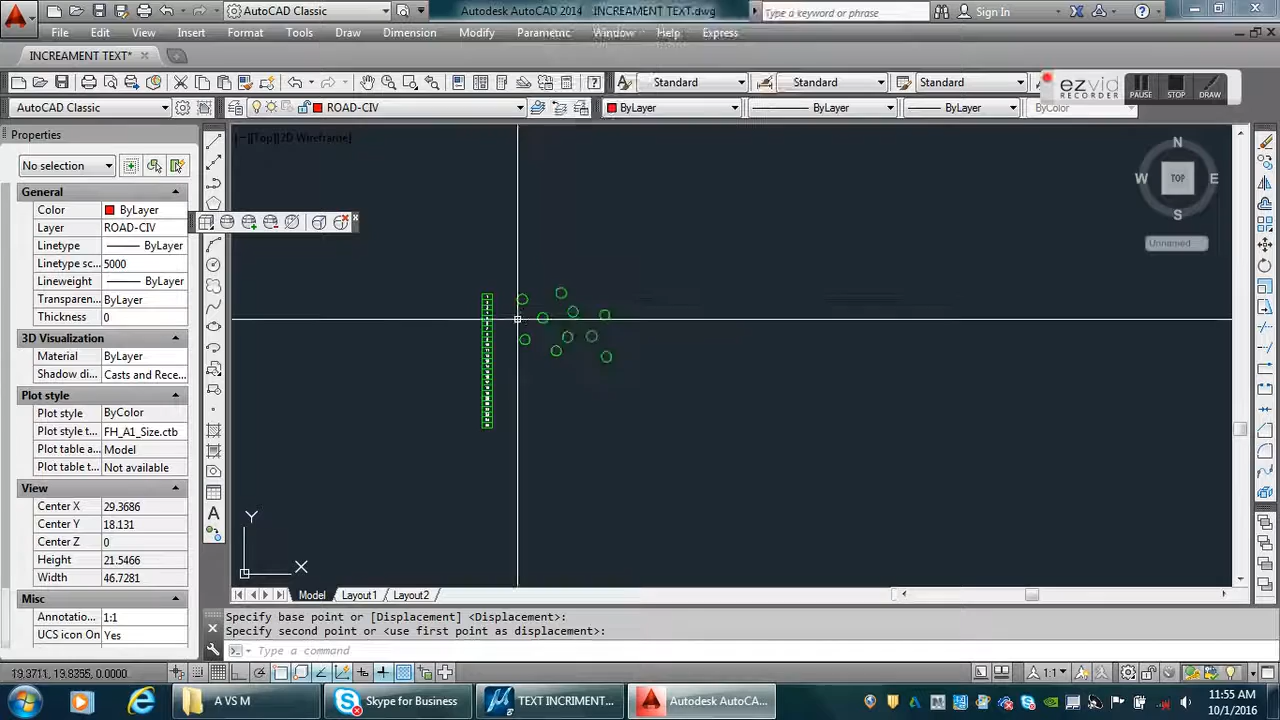 AutoCAD Classic
Autodesk AutoCAD 2014 INCREAMENT TEXT.dwg
Type a keyword or phrase
Sign In
File Edit View Insert Format Tools Draw Dimension Modify Parametric Window Help Express
INCREAMENT TEXT*
Standard
Standard
Standard
ezvid
RECORDER
PAUSE
STOP
DRAW
AutoCAD Classic
ROAD-CIV
ByLayer
ByLayer
ByLayer
ByColor
Properties
[−][Top][2D Wireframe]
No selection
General
Color ByLayer
Layer ROAD-CIV
Linetype ByLayer
Linetype sc... 5000
Lineweight ByLayer
Transparen... ByLayer
Thickness 0
3D Visualization
Material ByLayer
Shadow di... Casts and Rece...
Plot style
Plot style ByColor
Plot style t... FH_A1_Size.ctb
Plot table a... Model
Plot table t... Not available
View
Center X 29.3686
Center Y 18.131
Center Z 0
Height 21.5466
Width 46.7281
Misc
Annotatio... 1:1
UCS icon On Yes
N
W TOP E
S
Unnamed
Y
X
Model Layout1 Layout2
Specify base point or [Displacement] <Displacement>:
Specify second point or <use first point as displacement>:
Type a command
19.3711, 19.8355, 0.0000
1:1
A VS M
Skype for Business
TEXT INCRIMENT...
Autodesk AutoCA...
11:55 AM
10/1/2016